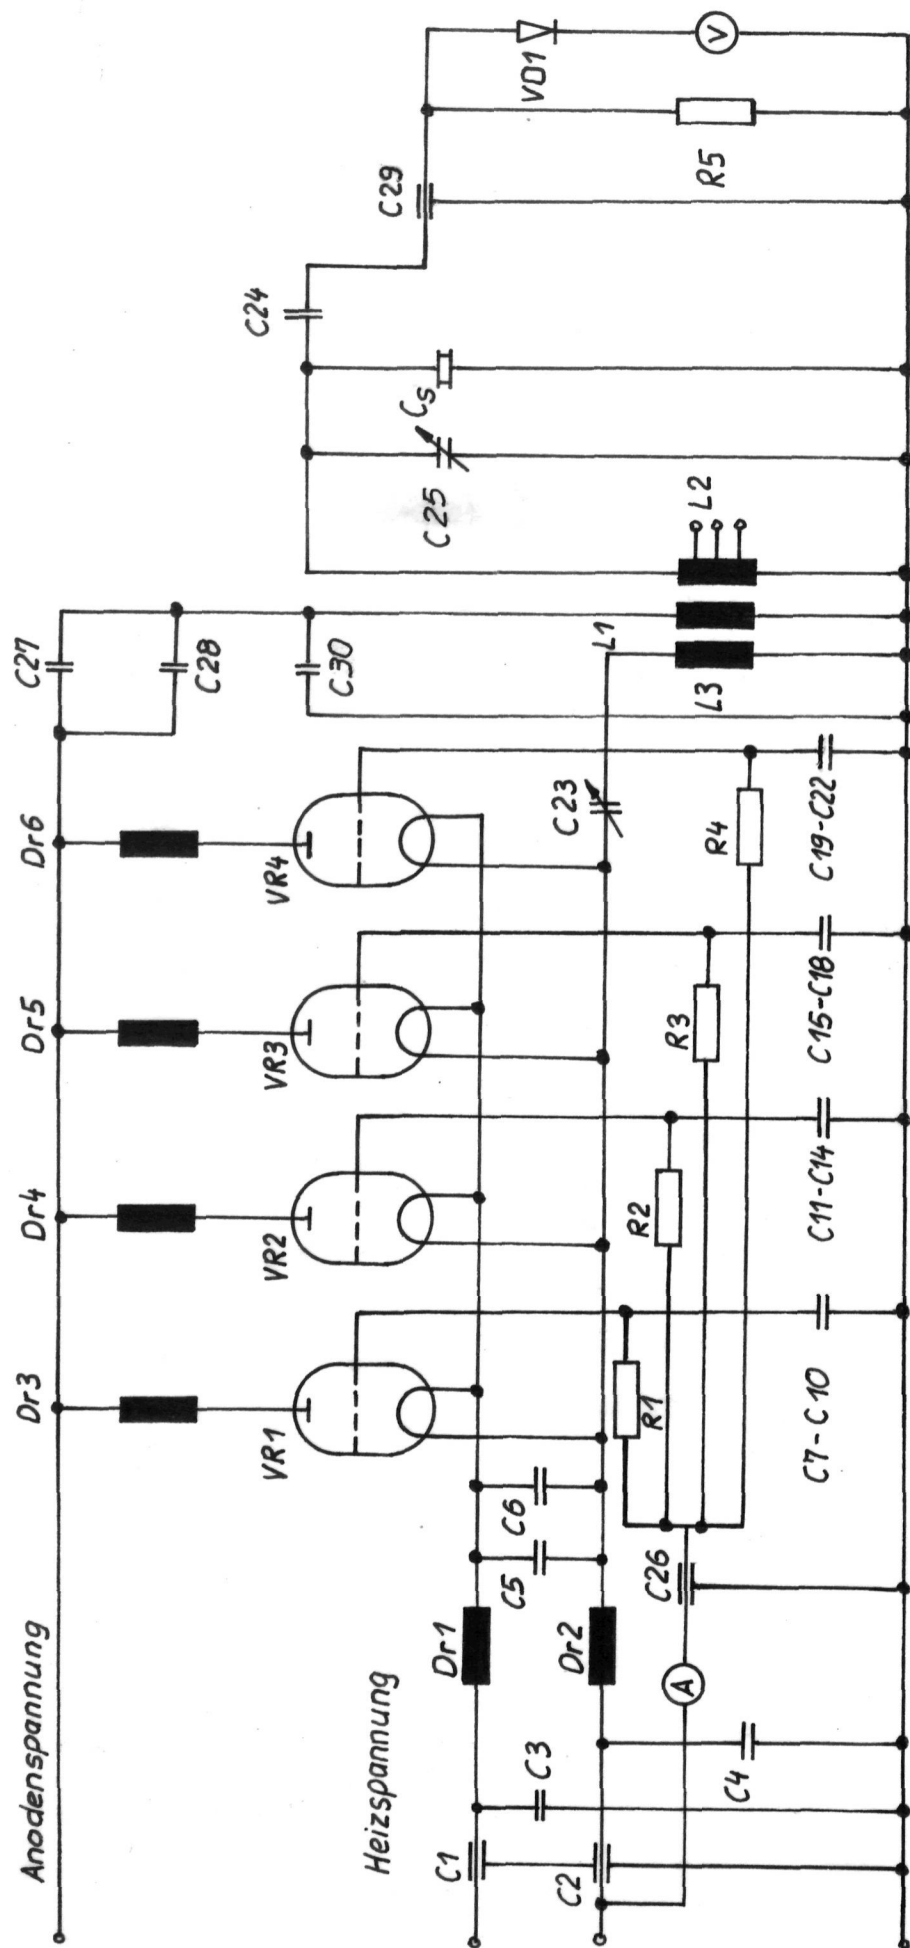 Anodenspannung
Dr3
Dr4
Dr5
Dr6
C27
C28
C30
VR1
VR2
VR3
VR4
Heizspannung
C1
C2
C3
C4
Dr1
Dr2
C5
C6
A
C26
R1
R2
R3
R4
C7-C10
C11-C14
C15-C18
C19-C22
C23
L1
L3
L2
C25
Cs
C24
C29
R5
VD1
V